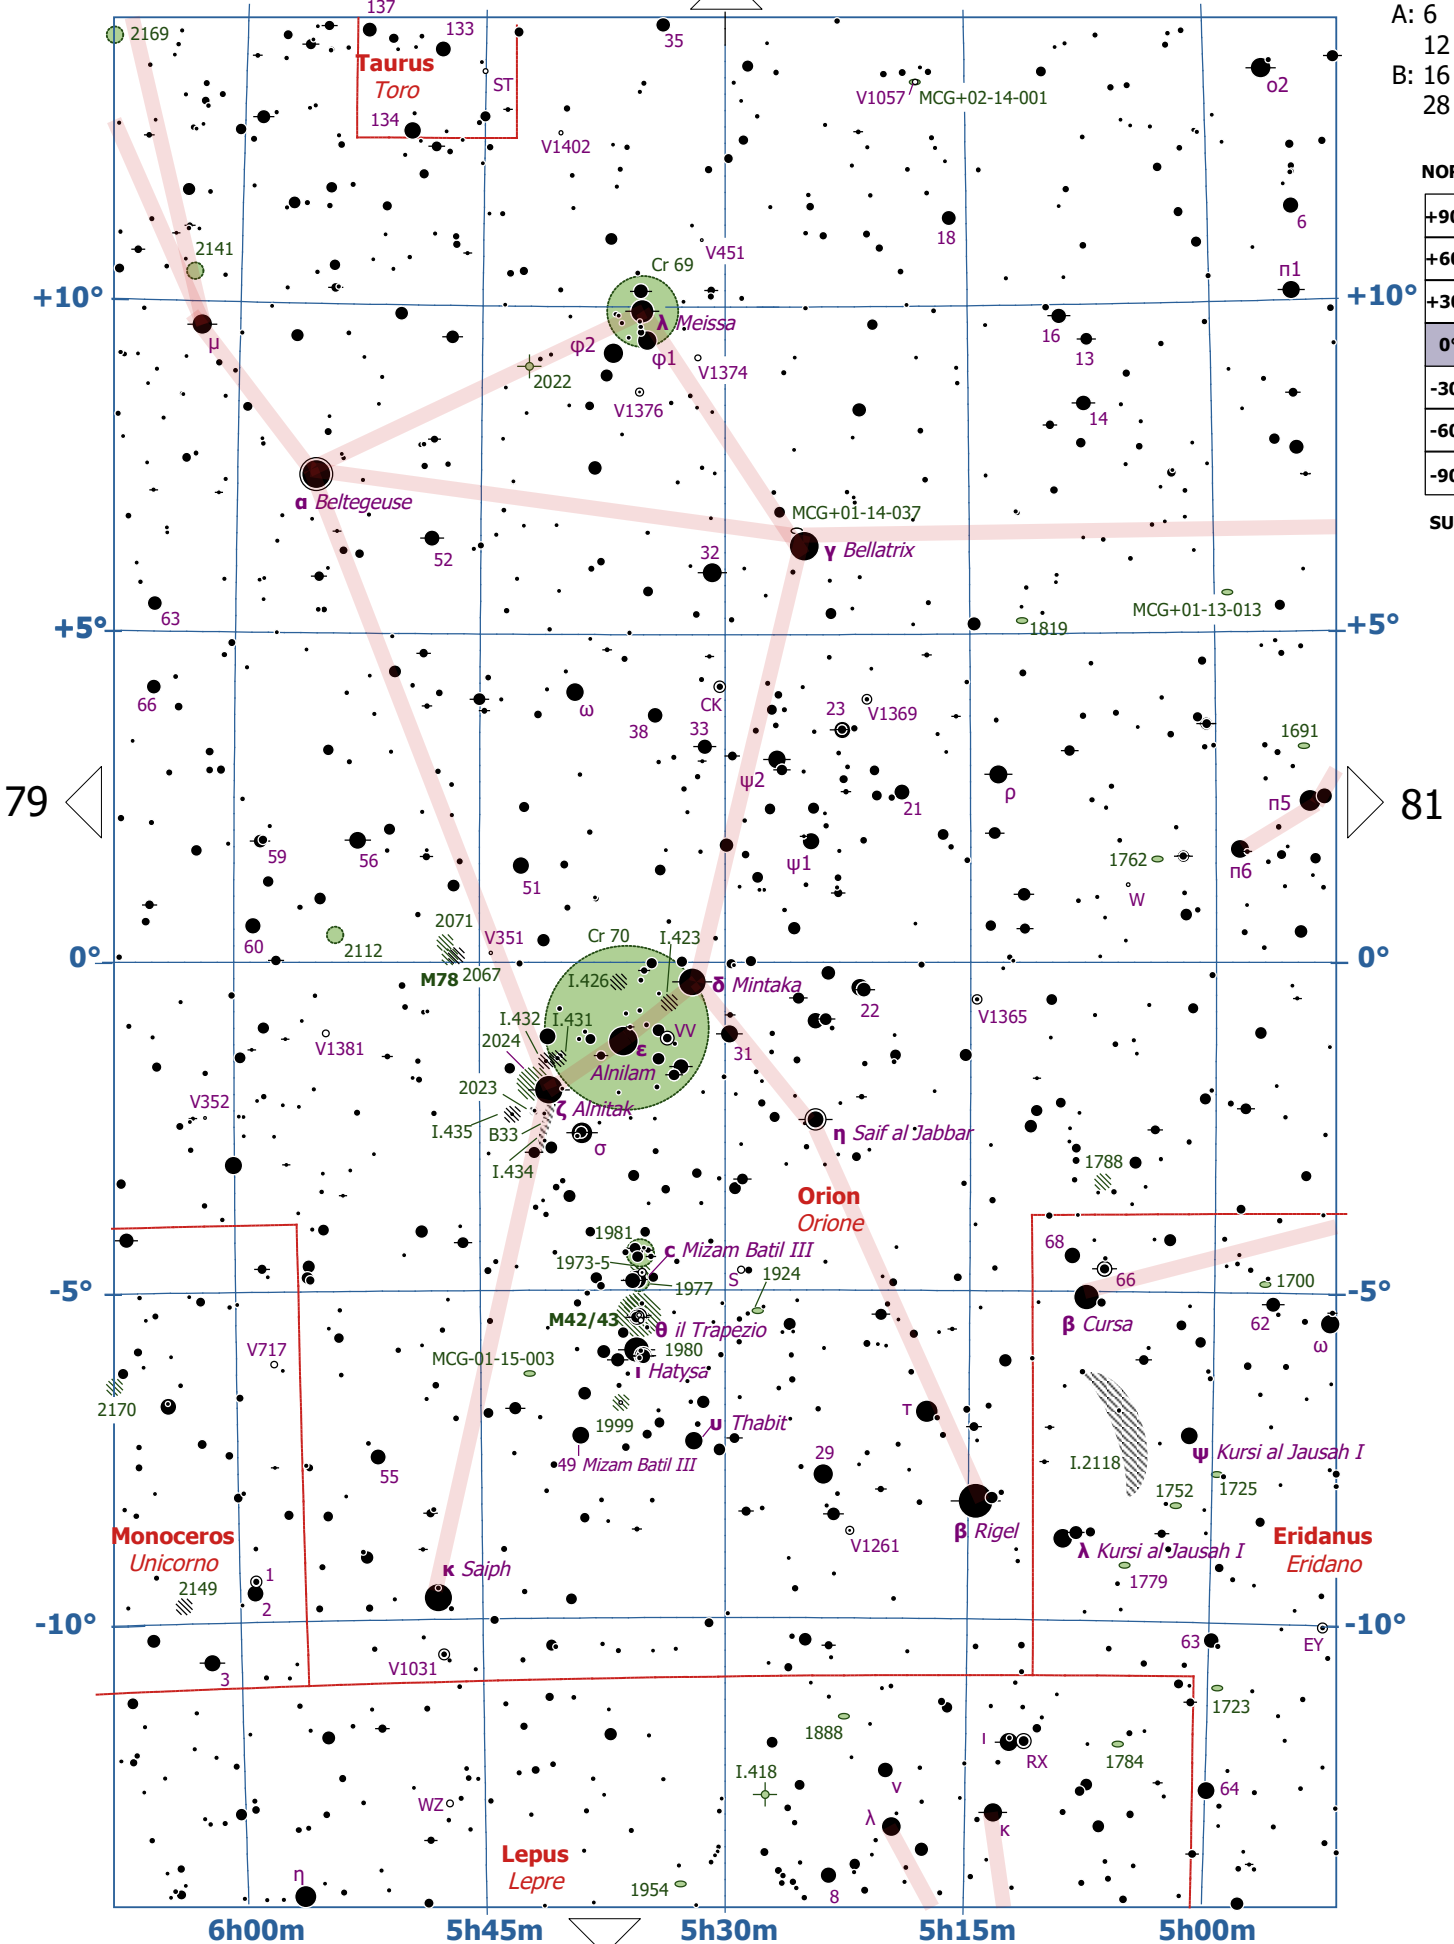 137
133
35
A: 6
12
B: 16
28
2169
Taurus
Toro
ST
134
V1402
V1057
MCG+02-14-001
ο2
NOR
+90
+60
+30
0°
-30
-60
-90
SU
6
18
2141
V451
Cr 69
π1
+10°
+10°
μ
λ Meissa
φ2
φ1
16
13
V1374
2022
V1376
14
α Beltegeuse
MCG+01-14-037
γ Bellatrix
52
32
63
MCG+01-13-013
1819
+5°
+5°
66
ω
CK
38
33
23
V1369
1691
ψ2
ρ
21
π5
79
81
59
56
51
ψ1
1762
π6
W
60
2112
2071
V351
M78
2067
Cr 70
I.423
0°
0°
I.426
δ Mintaka
22
V1365
V1381
I.432
I.431
2024
VV
ε
Alnilam
31
2023
ζ Alnitak
V352
I.435
B33
I.434
σ
η Saif al Jabbar
1788
Orion
Orione
1981
c Mizam Batil III
1973-5
1977
S
1924
68
66
1700
-5°
-5°
M42/43
θ il Trapezio
β Cursa
62
ω
V717
MCG-01-15-003
1980
ι Hatysa
2170
1999
υ Thabit
τ
49 Mizam Batil III
55
29
I.2118
ψ Kursi al Jausah I
1752
1725
β Rigel
V1261
Monoceros
Unicorno
λ Kursi al Jausah I
Eridanus
Eridano
κ Saiph
1
2
2149
1779
-10°
-10°
3
V1031
63
EY
1723
1888
ι
RX
1784
I.418
ν
64
WZ
λ
κ
Lepus
Lepre
η
1954
8
6h00m
5h45m
5h30m
5h15m
5h00m